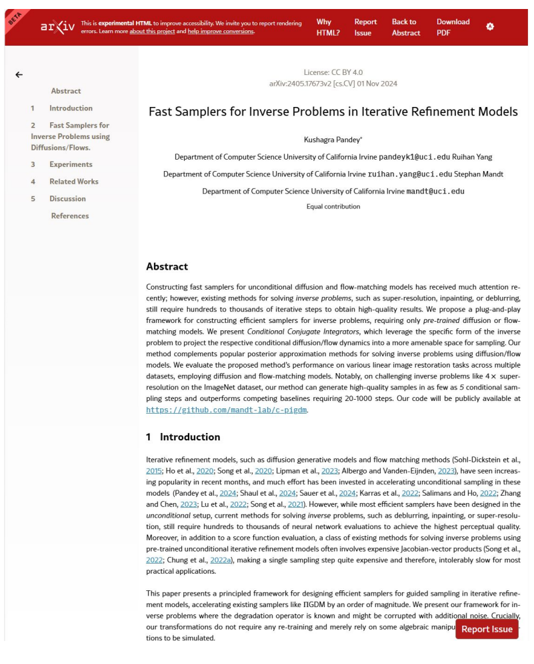 BETA
arXiv
This is experimental HTML to improve accessibility. We invite you to report rendering
errors. Learn more about this project and help improve conversions.
Why HTML?
Report Issue
Back to Abstract
Download PDF
←
Abstract
1 Introduction
2 Fast Samplers for
Inverse Problems using
Diffusions/Flows.
3 Experiments
4 Related Works
5 Discussion
References
License: CC BY 4.0
arXiv:2405.17673v2 [cs.CV] 01 Nov 2024
Fast Samplers for Inverse Problems in Iterative Refinement Models
Kushagra Pandey*
Department of Computer Science University of California Irvine pandeyk1@uci.edu Ruihan Yang
Department of Computer Science University of California Irvine ruihan.yang@uci.edu Stephan Mandt
Department of Computer Science University of California Irvine mandt@uci.edu
Equal contribution
Abstract
Constructing fast samplers for unconditional diffusion and flow-matching models has received much attention re-
cently; however, existing methods for solving inverse problems, such as super-resolution, inpainting, or deblurring,
still require hundreds to thousands of iterative steps to obtain high-quality results. We propose a plug-and-play
framework for constructing efficient samplers for inverse problems, requiring only pre-trained diffusion or flow-
matching models. We present Conditional Conjugate Integrators, which leverage the specific form of the inverse
problem to project the respective conditional diffusion/flow dynamics into a more amenable space for sampling. Our
method complements popular posterior approximation methods for solving inverse problems using diffusion/flow
models. We evaluate the proposed method's performance on various linear image restoration tasks across multiple
datasets, employing diffusion and flow-matching models. Notably, on challenging inverse problems like 4× super-
resolution on the ImageNet dataset, our method can generate high-quality samples in as few as 5 conditional sam-
pling steps and outperforms competing baselines requiring 20-1000 steps. Our code will be publicly available at
https://github.com/mandt-lab/c-pigdm.
1 Introduction
Iterative refinement models, such as diffusion generative models and flow matching methods (Sohl-Dickstein et al.,
2015; Ho et al., 2020; Song et al., 2020; Lipman et al., 2023; Albergo and Vanden-Eijnden, 2023), have seen increas-
ing popularity in recent months, and much effort has been invested in accelerating unconditional sampling in these
models (Pandey et al., 2024; Shaul et al., 2024; Sauer et al., 2024; Karras et al., 2022; Salimans and Ho, 2022; Zhang
and Chen, 2023; Lu et al., 2022; Song et al., 2021). However, while most efficient samplers have been designed in the
unconditional setup, current methods for solving inverse problems, such as deblurring, inpainting, or super-resolu-
tion, still require hundreds to thousands of neural network evaluations to achieve the highest perceptual quality.
Moreover, in addition to a score function evaluation, a class of existing methods for solving inverse problems using
pre-trained unconditional iterative refinement models often involves expensive Jacobian-vector products (Song et al.,
2022; Chung et al., 2022a), making a single sampling step quite expensive and therefore, intolerably slow for most
practical applications.
This paper presents a principled framework for designing efficient samplers for guided sampling in iterative refine-
ment models, accelerating existing samplers like ΠGDM by an order of magnitude. We present our framework for in-
verse problems where the degradation operator is known and might be corrupted with additional noise. Crucially,
our transformations do not require any re-training and merely rely on some algebraic manipu
tions to be simulated.
Report Issue